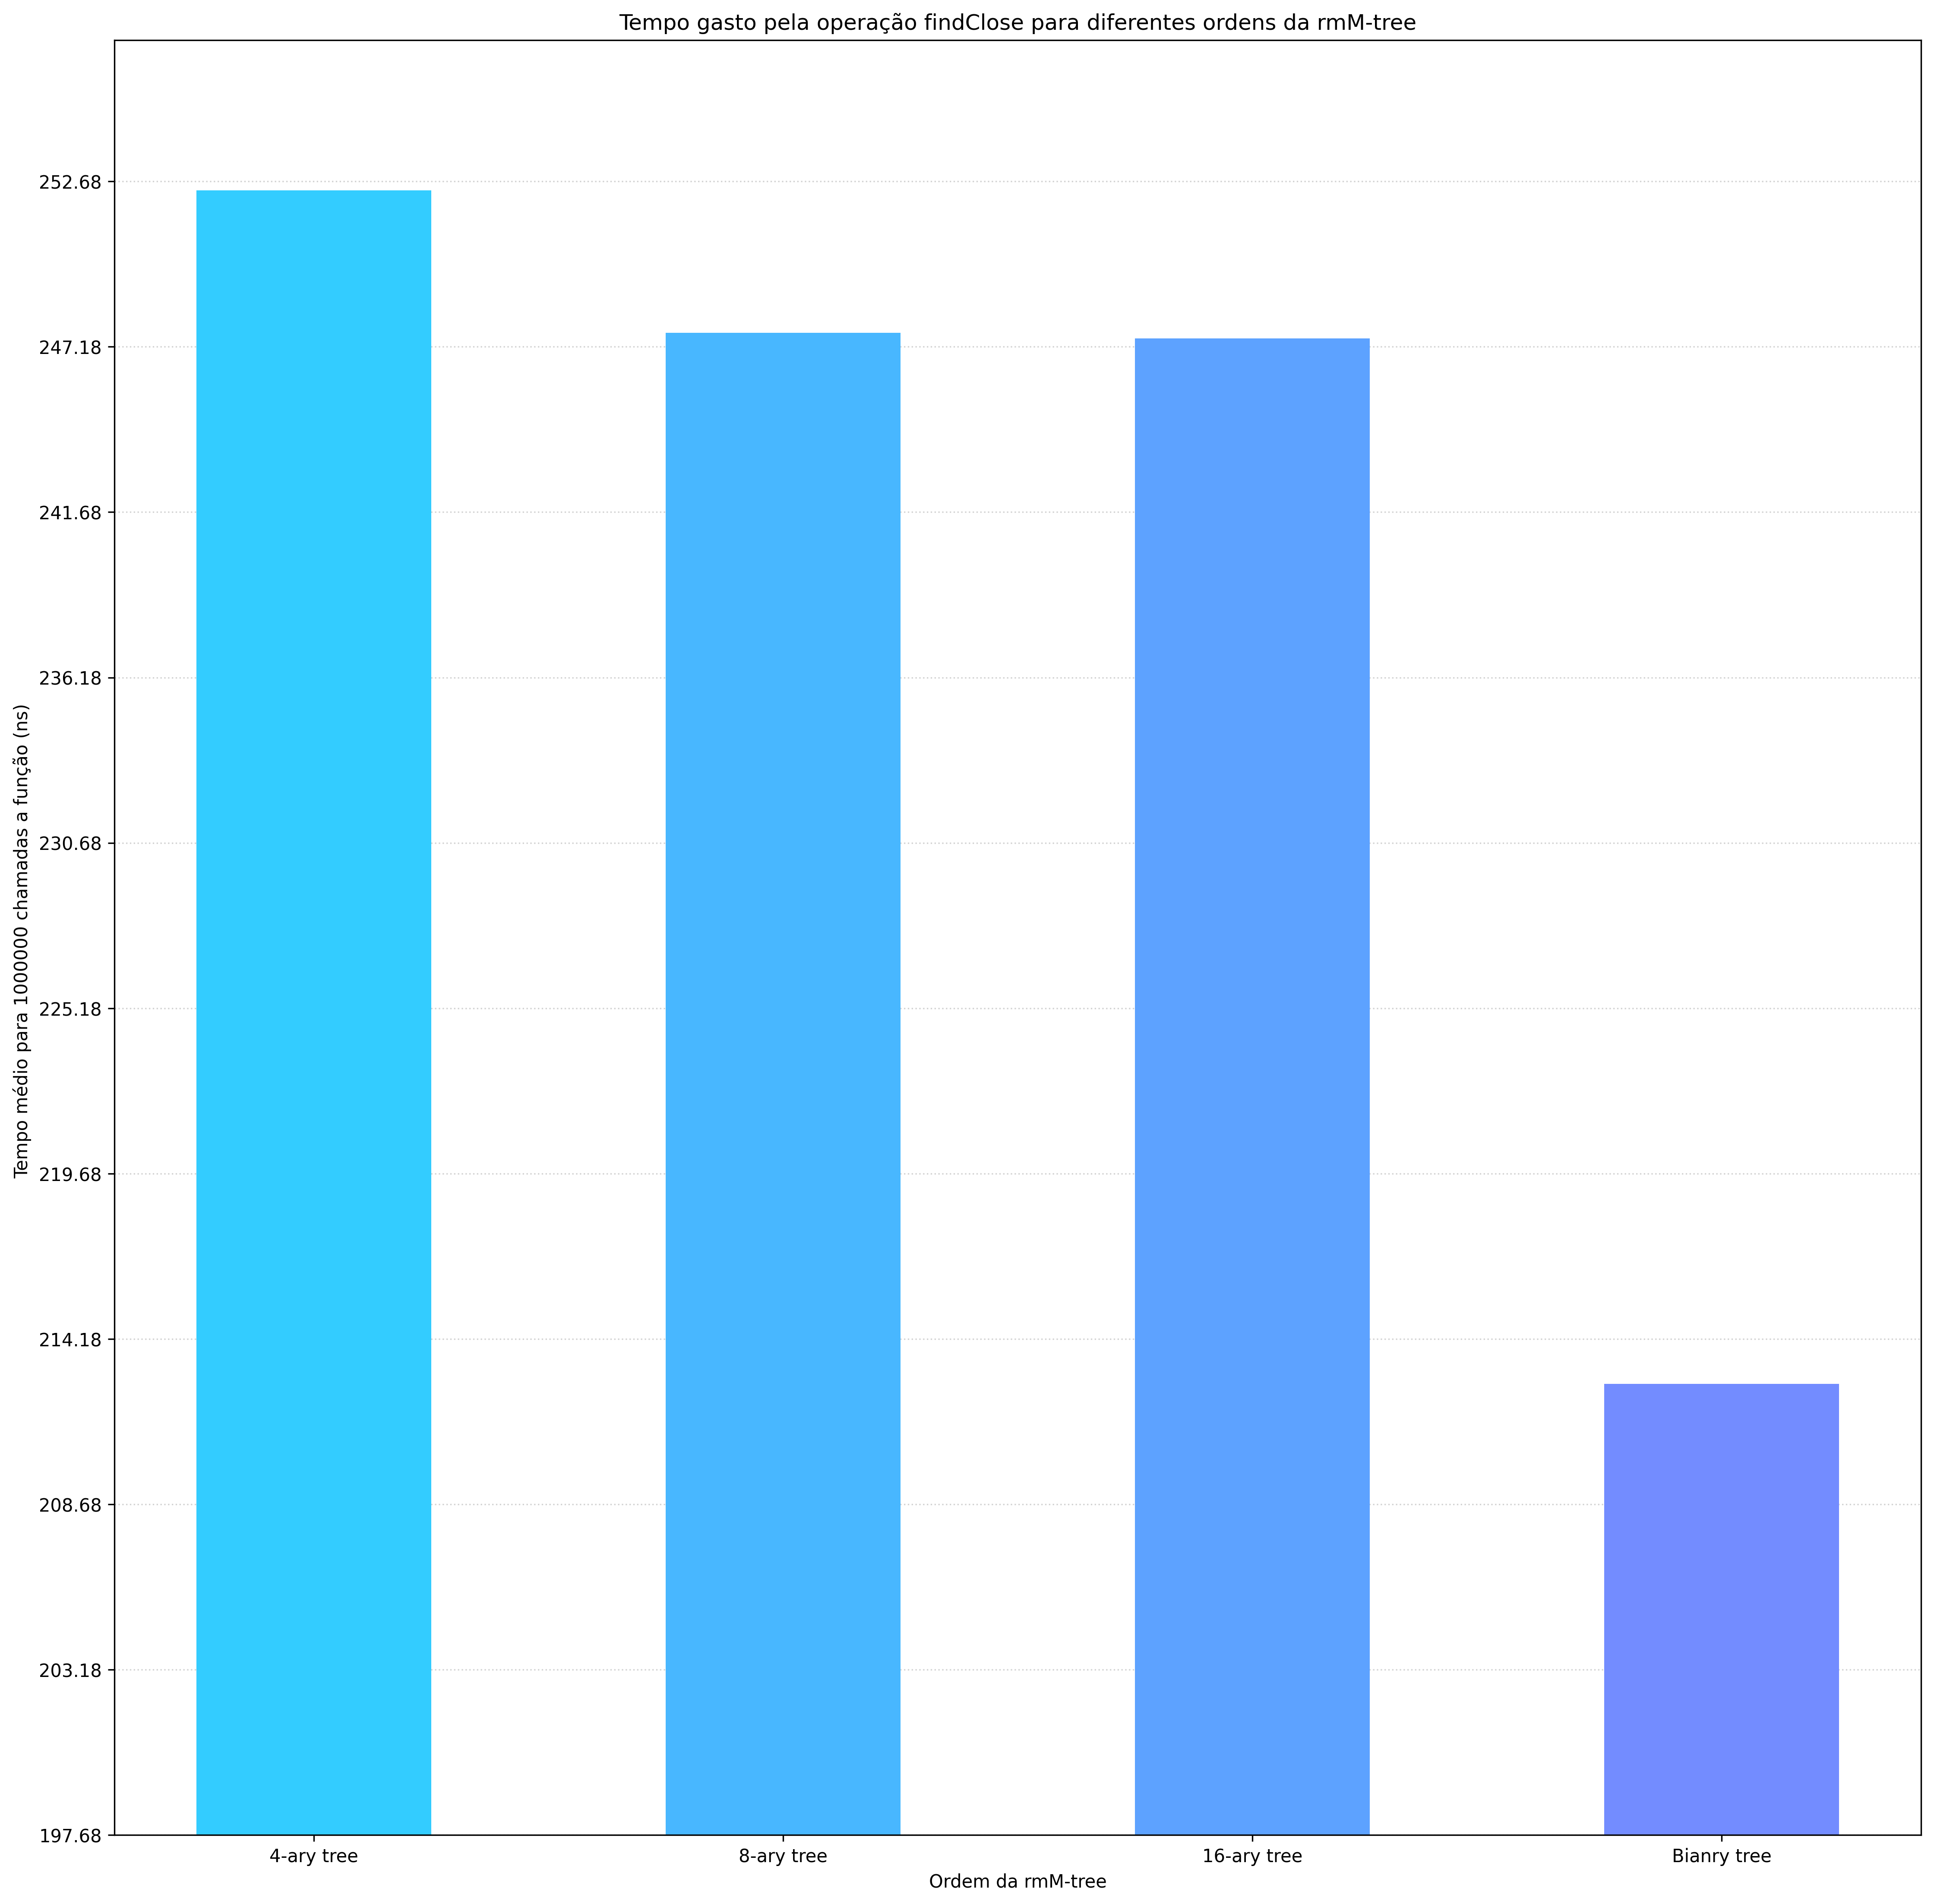 Tempo gasto pela operação findClose para diferentes ordens da rmM-tree
Tempo médio para 1000000 chamadas a função (ns)
252.68
247.18
241.68
236.18
230.68
225.18
219.68
214.18
208.68
203.18
197.68
4-ary tree
8-ary tree
16-ary tree
Bianry tree
Ordem da rmM-tree